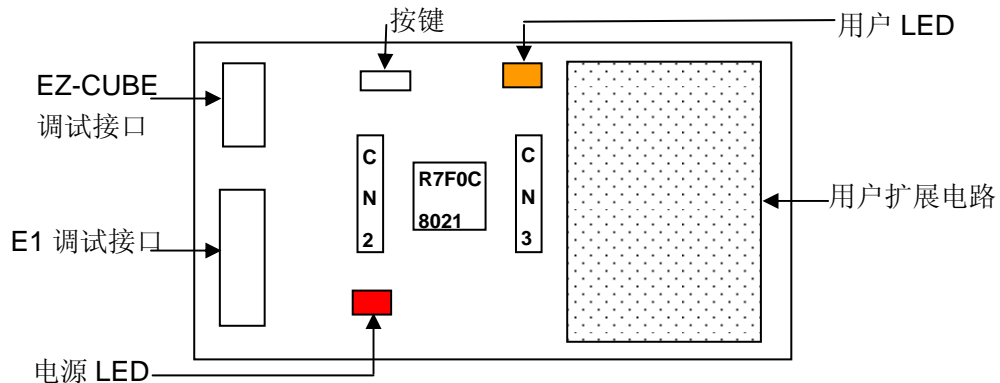 按键
用户 LED
EZ-CUBE
调试接口
C
N
2
R7F0C
8021
C
N
3
用户扩展电路
E1 调试接口
电源 LED